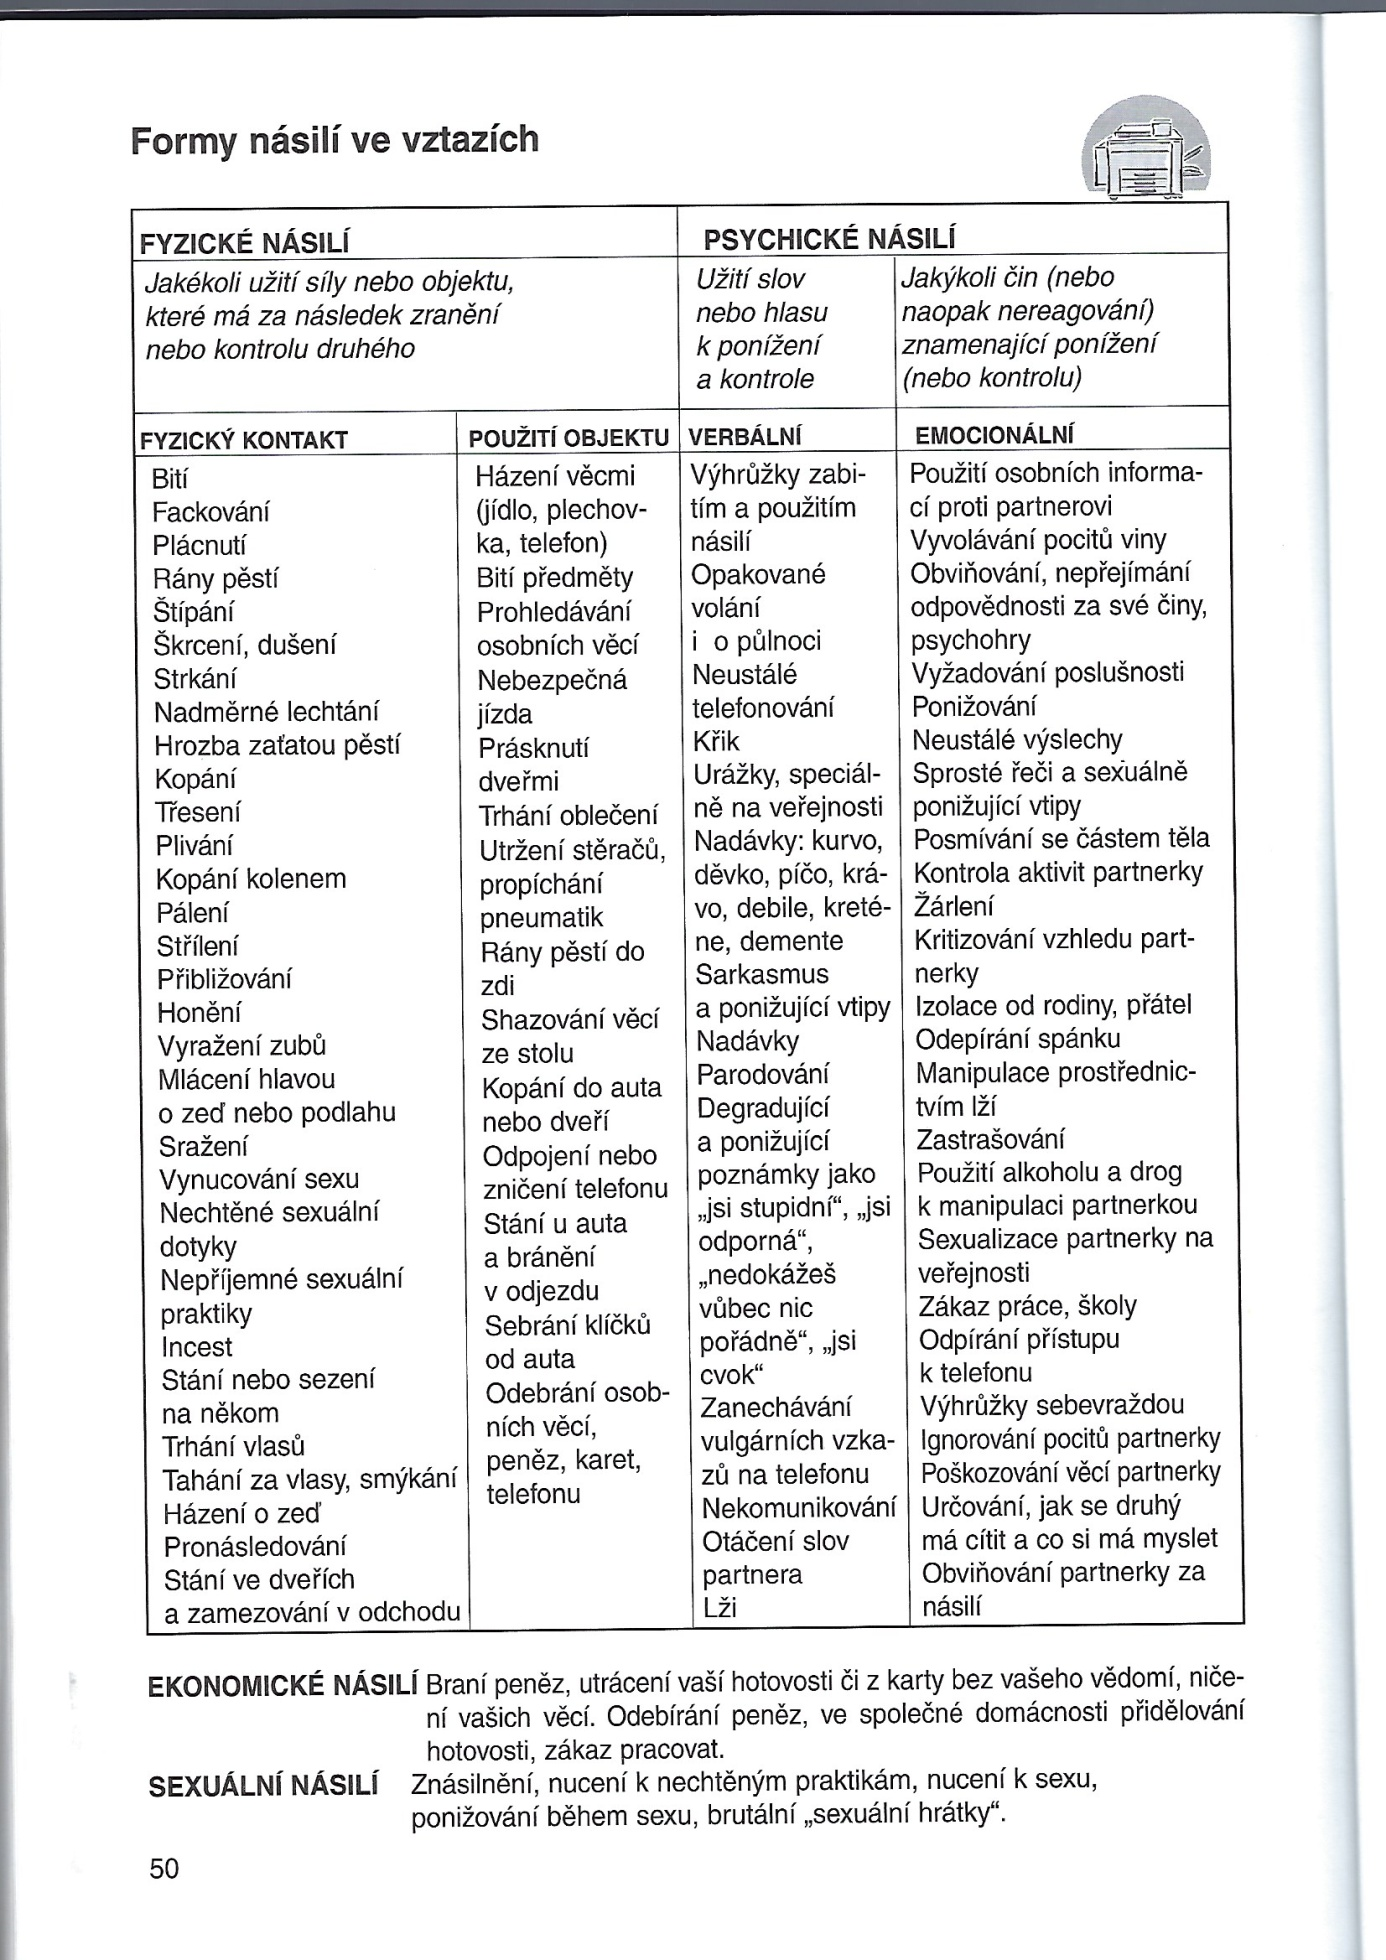 Formy násilí ve vztazích
FYZICKÉ NÁSILÍ
Jakékoli užití síly nebo objektu,
které má za následek zranění
nebo kontrolu druhého
PSYCHICKÉ NÁSILÍ
Užití slov
nebo hlasu
k ponížení
a kontrole
Jakýkoli čin (nebo
naopak nereagování)
znamenající ponížení
(nebo kontrolu)
FYZICKÝ KONTAKT
Bití
Fackování
Plácnutí
Rány pěstí
Štípání
Škrcení, dušení
Strkání
Nadměrné lechtání
Hrozba zaťatou pěstí
Kopání
Třesení
Plivání
Kopání kolenem
Pálení
Střílení
Přibližování
Honění
Vyražení zubů
Mlácení hlavou
o zeď nebo podlahu
Sražení
Vynucování sexu
Nechtěné sexuální
dotyky
Nepříjemné sexuální
praktiky
Incest
Stání nebo sezení
na někom
Trhání vlasů
Tahání za vlasy, smýkání
Házení o zeď
Pronásledování
Stání ve dveřích
a zamezování v odchodu
POUŽITÍ OBJEKTU
Házení věcmi
(jídlo, plechov-
ka, telefon)
Bití předměty
Prohledávání
osobních věcí
Nebezpečná
jízda
Prásknutí
dveřmi
Trhání oblečení
Utržení stěračů,
propíchání
pneumatik
Rány pěstí do
zdi
Shazování věcí
ze stolu
Kopání do auta
nebo dveří
Odpojení nebo
zničení telefonu
Stání u auta
a bránění
v odjezdu
Sebrání klíčků
od auta
Odebrání osob-
ních věcí,
peněz, karet,
telefonu
VERBÁLNÍ
Výhrůžky zabi-
tím a použitím
násilí
Opakované
volání
i o půlnoci
Neustálé
telefonování
Křik
Urážky, speciál-
ně na veřejnosti
Nadávky: kurvo,
děvko, píčo, krá-
vo, debile, kreté-
ne, demente
Sarkasmus
a ponižující vtipy
Nadávky
Parodování
Degradující
a ponižující
poznámky jako
„jsi stupidní“, „jsi
odporná“,
„nedokážeš
vůbec nic
pořádně“, „jsi
cvok“
Zanechávání
vulgárních vzka-
zů na telefonu
Nekomunikování
Otáčení slov
partnera
Lži
EMOCIONÁLNÍ
Použití osobních informa-
cí proti partnerovi
Vyvolávání pocitů viny
Obviňování, nepřejímání
odpovědnosti za své činy,
psychohry
Vyžadování poslušnosti
Ponižování
Neustálé výslechy
Sprosté řeči a sexuálně
ponižující vtipy
Posmívání se částem těla
Kontrola aktivit partnerky
Žárlení
Kritizování vzhledu part-
nerky
Izolace od rodiny, přátel
Odepírání spánku
Manipulace prostřednic-
tvím lží
Zastrašování
Použití alkoholu a drog
k manipulaci partnerkou
Sexualizace partnerky na
veřejnosti
Zákaz práce, školy
Odpírání přístupu
k telefonu
Výhrůžky sebevraždou
Ignorování pocitů partnerky
Poškozování věcí partnerky
Určování, jak se druhý
má cítit a co si má myslet
Obviňování partnerky za
násilí
EKONOMICKÉ NÁSILÍ Braní peněz, utrácení vaší hotovosti či z karty bez vašeho vědomí, niče-
ní vašich věcí. Odebírání peněz, ve společné domácnosti přidělování
hotovosti, zákaz pracovat.
SEXUÁLNÍ NÁSILÍ Znásilnění, nucení k nechtěným praktikám, nucení k sexu,
ponižování během sexu, brutální „sexuální hrátky“.
50